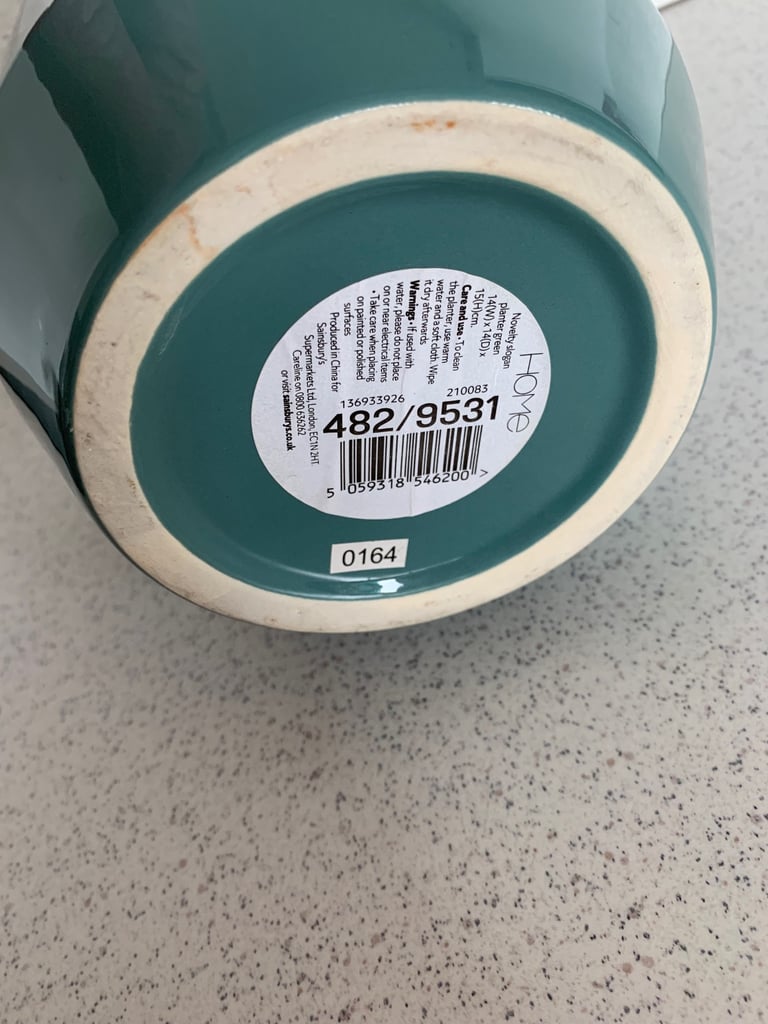 HOME
Novelty slogan
planter green
14(W) x 14(D) x
15(H)cm.
Care and use • To clean
the planter, use warm
water and a soft cloth. Wipe
it dry afterwards
Warnings • If used with
water, please do not place
on or near electrical items
• Take care when placing
on painted or polished
surfaces
Produced in China for
Sainsbury's
Supermarkets Ltd, London, EC1N 2HT.
Careline on 0800 636262
or visit sainsburys.co.uk
136933926 210083
482/9531
5 059318 546200 >
0164